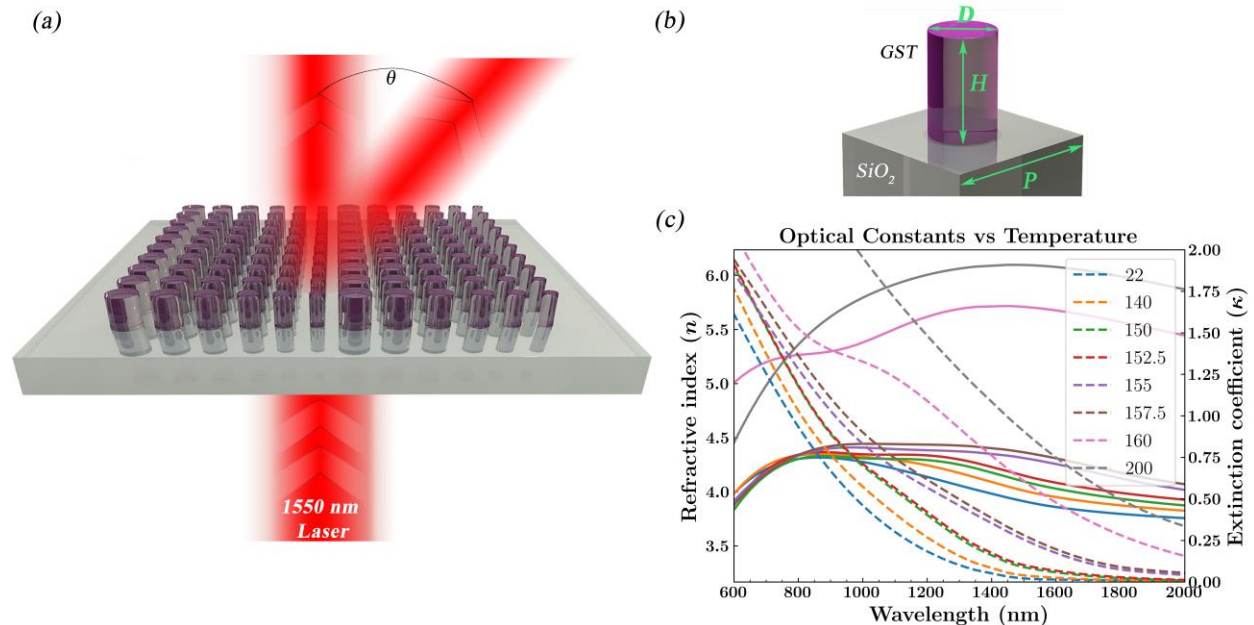 (a)
θ
1550 nm
Laser
(b)
D
GST
H
SiO2
P
(c)
Optical Constants vs Temperature
Refractive index (n)
6.0
5.5
5.0
4.5
4.0
3.5
22
140
150
152.5
155
157.5
160
200
2.00
1.75
1.50
1.25
1.00
0.75
0.50
0.25
0.00
Extinction coefficient (κ)
600 800 1000 1200 1400 1600 1800 2000
Wavelength (nm)